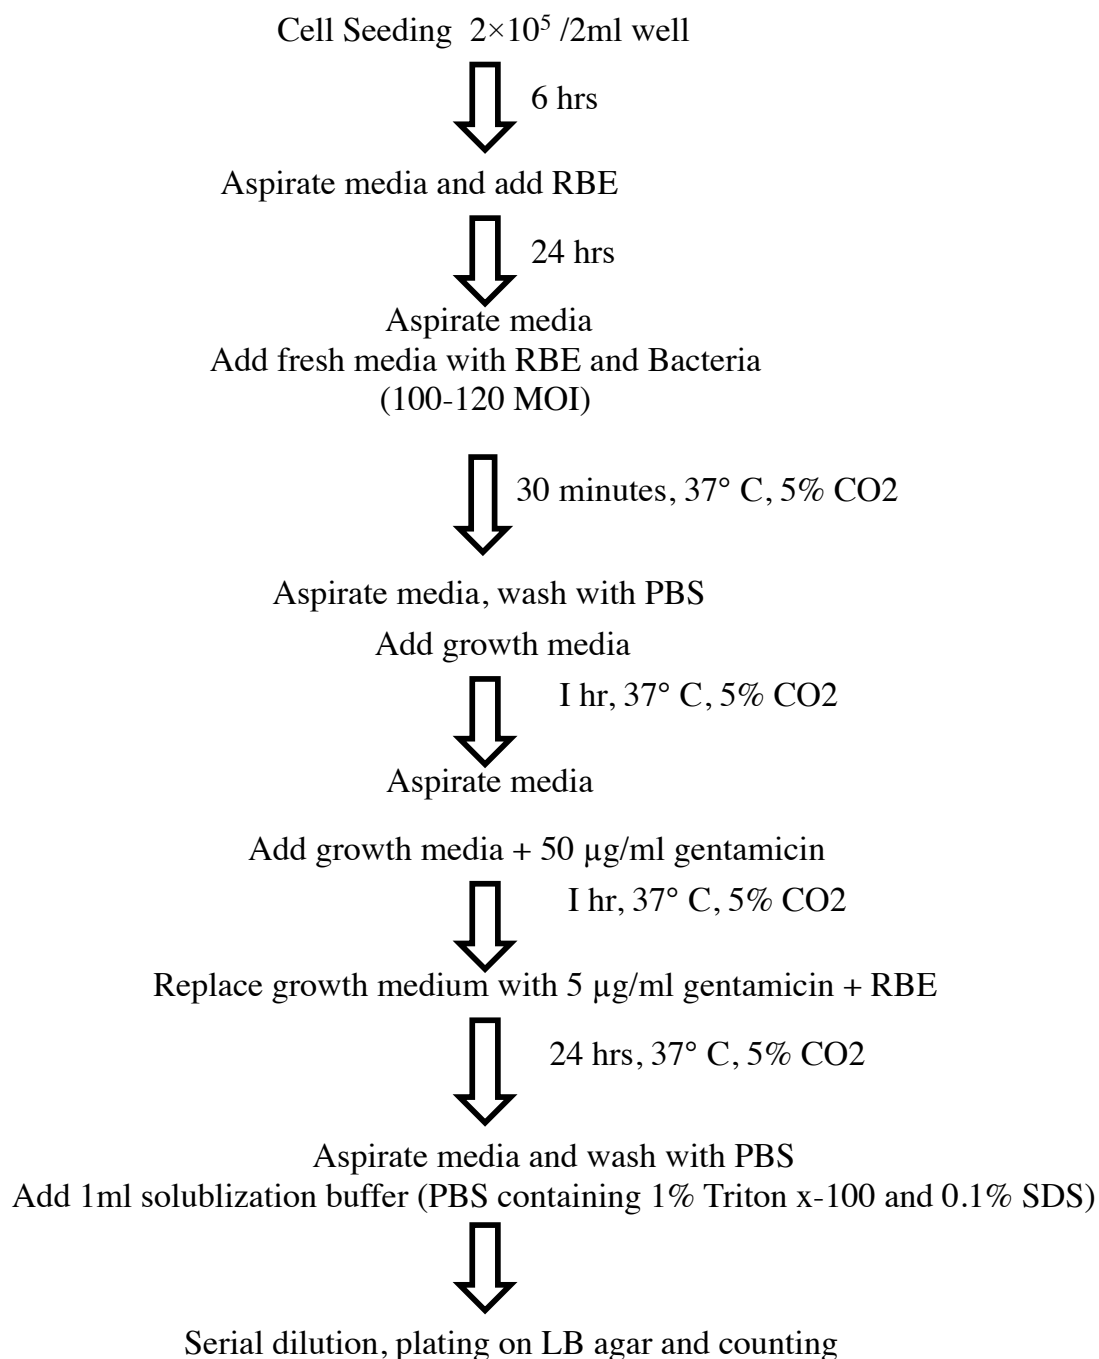 Cell Seeding  2×10⁵ /2ml well
6 hrs
Aspirate media and add RBE
24 hrs
Aspirate media
Add fresh media with RBE and Bacteria
(100-120 MOI)
30 minutes, 37° C, 5% CO2
Aspirate media, wash with PBS
Add growth media
I hr, 37° C, 5% CO2
Aspirate media
Add growth media + 50 µg/ml gentamicin
I hr, 37° C, 5% CO2
Replace growth medium with 5 µg/ml gentamicin + RBE
24 hrs, 37° C, 5% CO2
Aspirate media and wash with PBS
Add 1ml solublization buffer (PBS containing 1% Triton x-100 and 0.1% SDS)
Serial dilution, plating on LB agar and counting